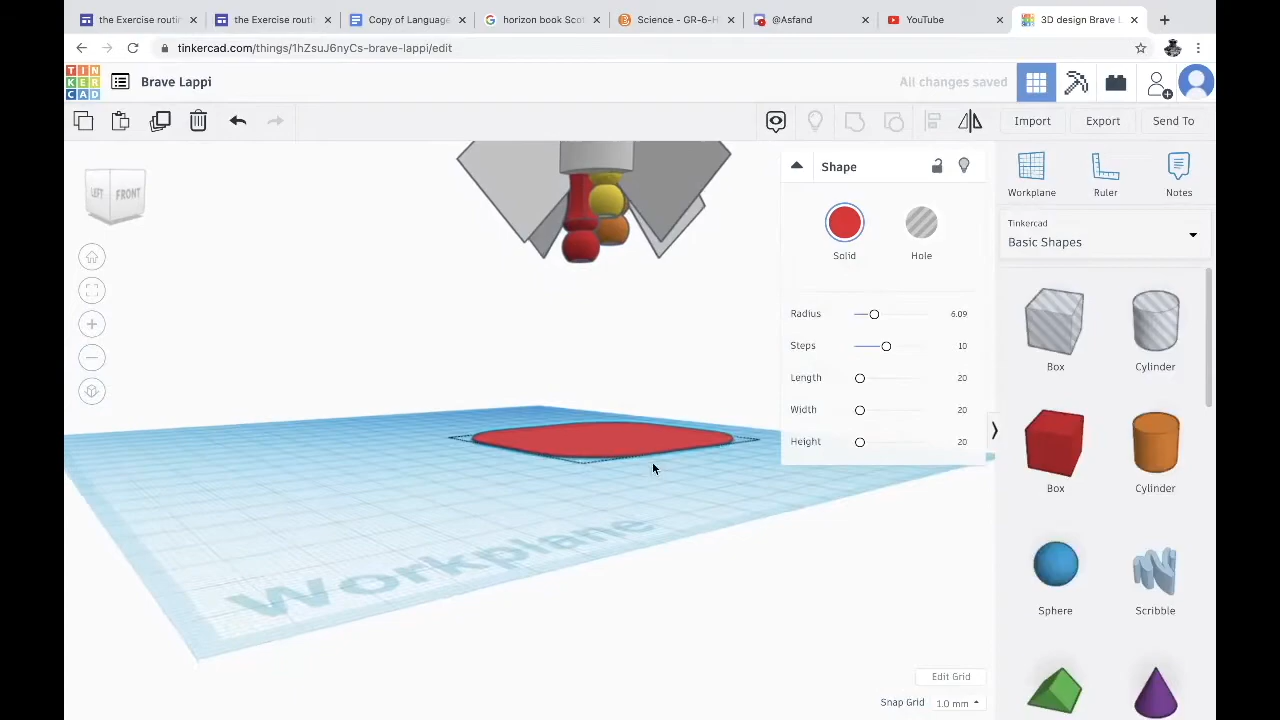 the Exercise routin
the Exercise routin
Copy of Language
horizon book Scot
Science - GR-6-H
@Asfand
YouTube
3D design Brave L
tinkercad.com/things/1hZsuJ6nyCs-brave-lappi/edit
TIN
KER
CAD
Brave Lappi
All changes saved
Import
Export
Send To
LEFT
FRONT
Shape
Solid
Hole
Radius 6.09
Steps 10
Length 20
Width 20
Height 20
Workplane
Ruler
Notes
Tinkercad
Basic Shapes
Box
Cylinder
Box
Cylinder
Sphere
Scribble
Workplane
Edit Grid
Snap Grid 1.0 mm